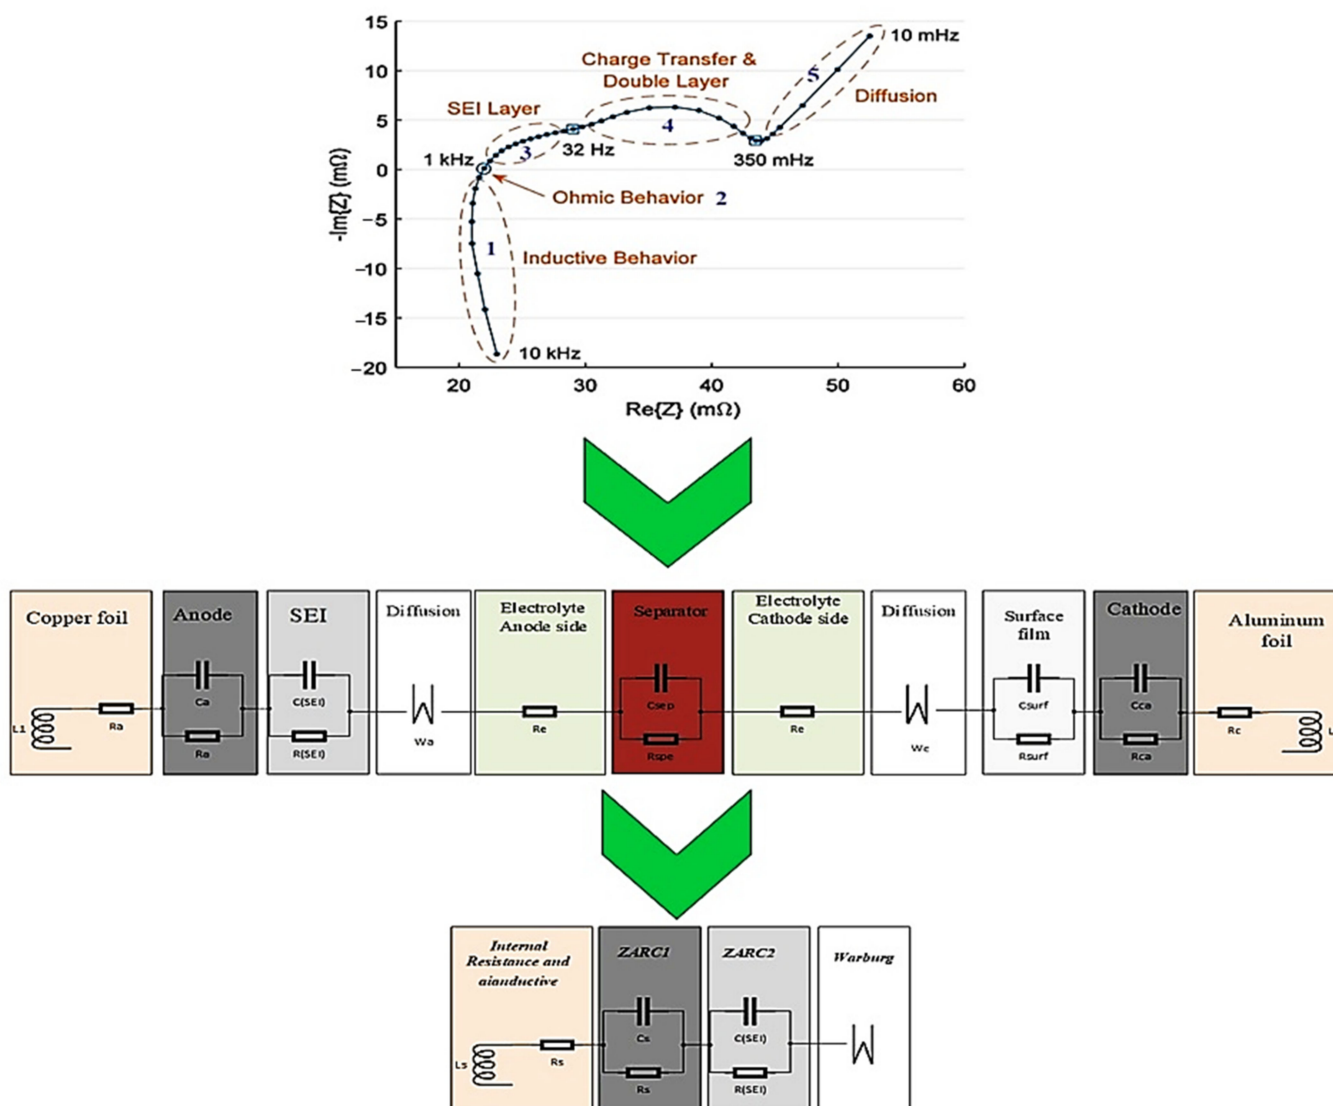 15
10
5
0
−5
−10
−15
−20
20
30
40
50
60
-Im{Z} (mΩ)
Re{Z} (mΩ)
10 mHz
Charge Transfer &
Double Layer
5
Diffusion
SEI Layer
4
3
32 Hz
350 mHz
1 kHz
Ohmic Behavior 2
1
Inductive Behavior
10 kHz
Copper foil
L1
Ra
Anode
Ca
Ra
SEI
C(SEI)
R(SEI)
Diffusion
Wa
Electrolyte
Anode side
Re
Separator
Csep
Rspe
Electrolyte
Cathode side
Re
Diffusion
Wc
Surface
film
Csurf
Rsurf
Cathode
Cca
Rca
Aluminum
foil
Rc
Internal
Resistance and
aianductive
Ls
Rs
ZARC1
Cs
Rs
ZARC2
C(SEI)
R(SEI)
Warburg